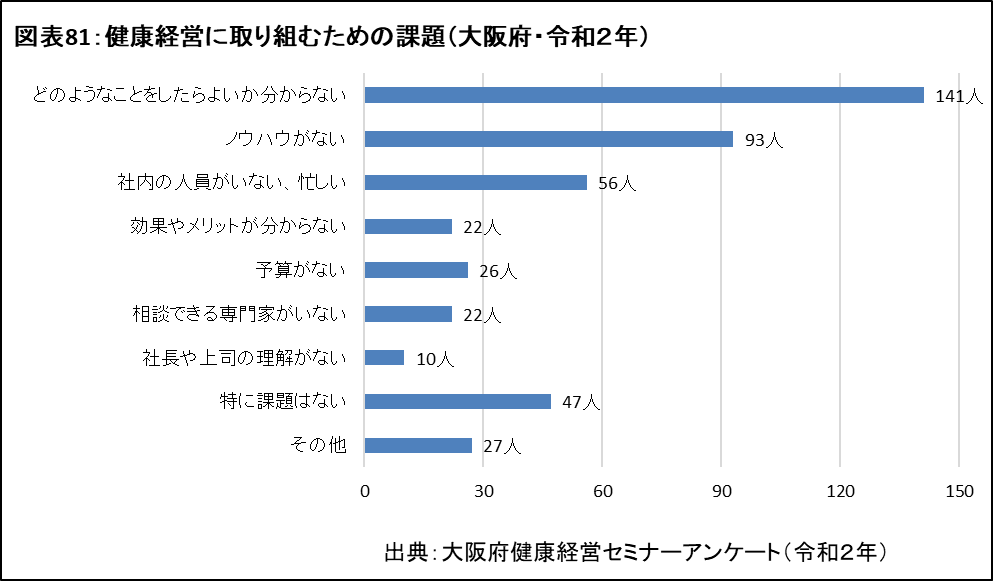 図表81：健康経営に取り組むための課題（大阪府・令和２年）
どのようなことをしたらよいか分からない 141人
ノウハウがない 93人
社内の人員がいない、忙しい 56人
効果やメリットが分からない 22人
予算がない 26人
相談できる専門家がいない 22人
社長や上司の理解がない 10人
特に課題はない 47人
その他 27人
0 30 60 90 120 150
出典：大阪府健康経営セミナーアンケート（令和２年）